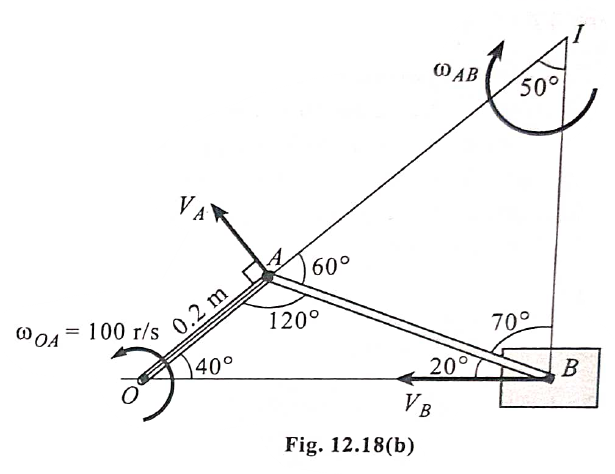 I
ω_AB
50°
V_A
A
60°
0.2 m
120°
70°
ω_OA = 100 r/s
40°
20°
B
O
V_B
Fig. 12.18(b)